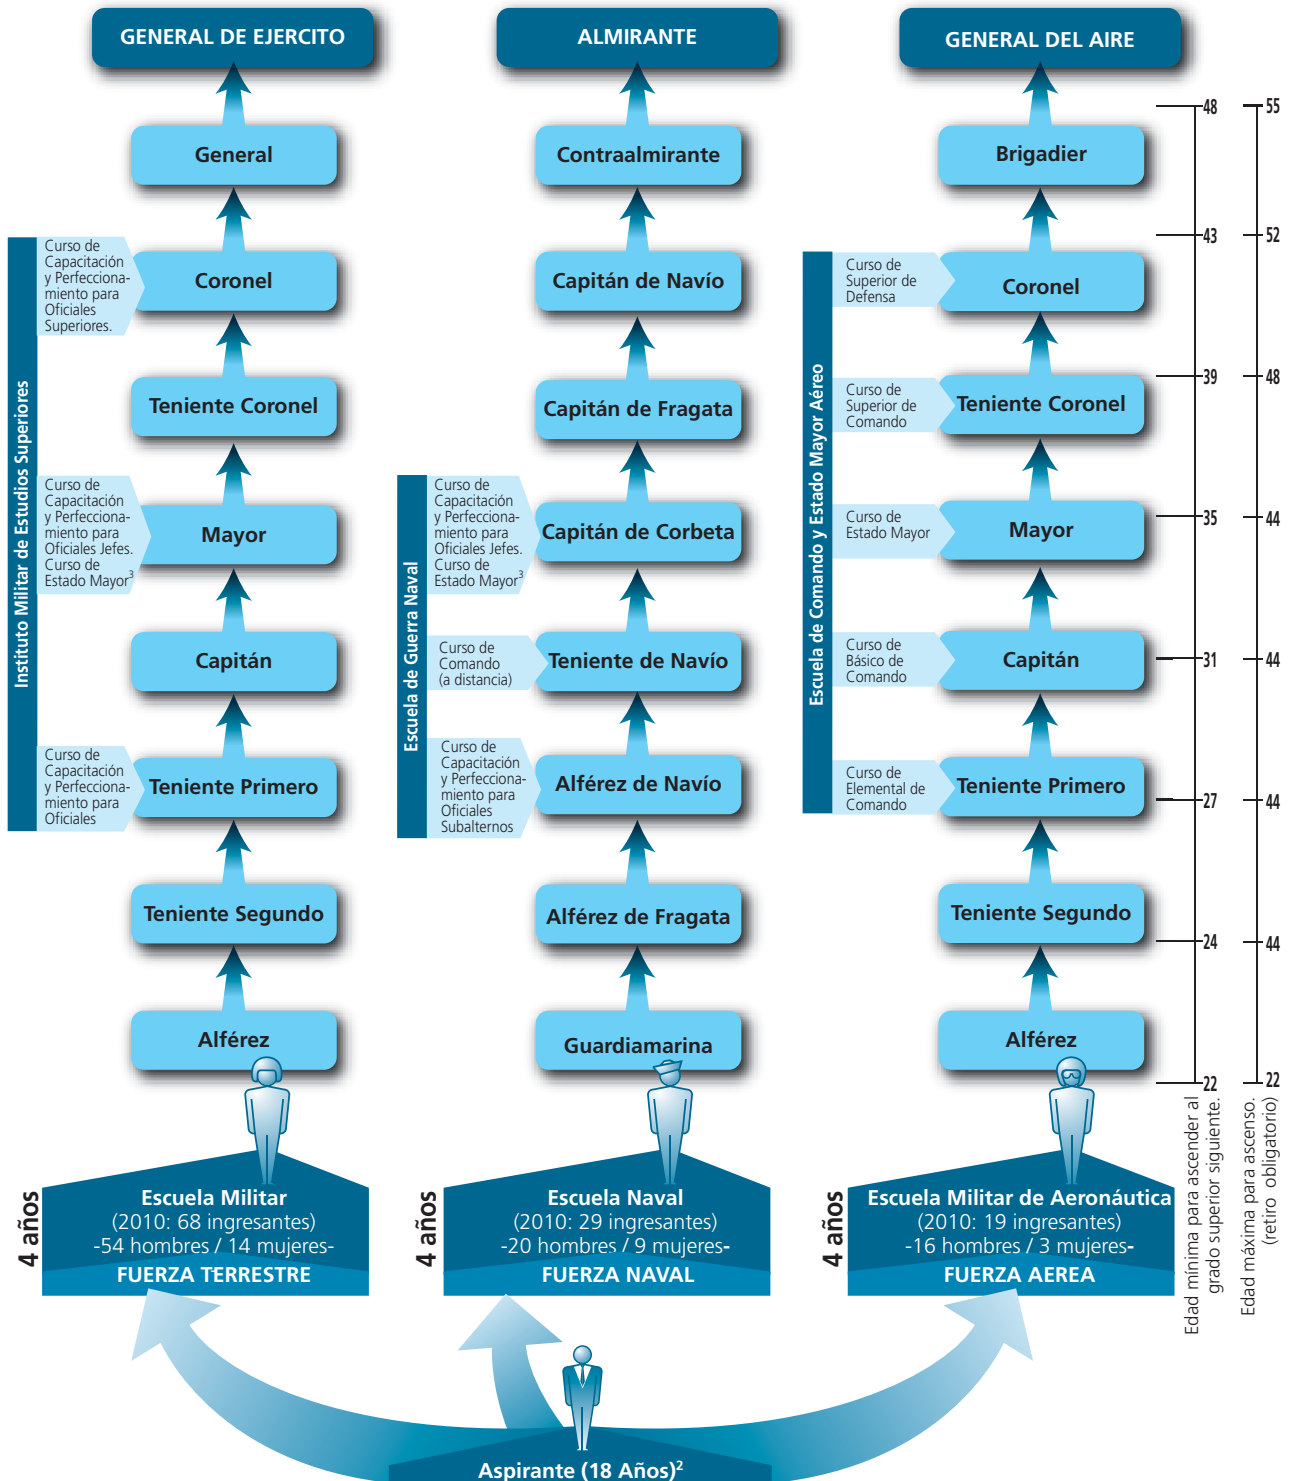 GENERAL DE EJERCITO
General
Coronel
Teniente Coronel
Mayor
Capitán
Teniente Primero
Teniente Segundo
Alférez
Instituto Militar de Estudios Superiores
Curso de
Capacitación
y Perfecciona-
miento para
Oficiales
Superiores.
Curso de
Capacitación
y Perfecciona-
miento para
Oficiales Jefes.
Curso de
Estado Mayor³
Curso de
Capacitación
y Perfecciona-
miento para
Oficiales
4 años
Escuela Militar
(2010: 68 ingresantes)
-54 hombres / 14 mujeres-
FUERZA TERRESTRE
ALMIRANTE
Contraalmirante
Capitán de Navío
Capitán de Fragata
Capitán de Corbeta
Teniente de Navío
Alférez de Navío
Alférez de Fragata
Guardiamarina
Escuela de Guerra Naval
Curso de
Capacitación
y Perfecciona-
miento para
Oficiales Jefes.
Curso de
Estado Mayor³
Curso de
Comando
(a distancia)
Curso de
Capacitación
y Perfecciona-
miento para
Oficiales
Subalternos
4 años
Escuela Naval
(2010: 29 ingresantes)
-20 hombres / 9 mujeres-
FUERZA NAVAL
GENERAL DEL AIRE
Brigadier
Coronel
Teniente Coronel
Mayor
Capitán
Teniente Primero
Teniente Segundo
Alférez
Escuela de Comando y Estado Mayor Aéreo
Curso de
Superior de
Defensa
Curso de
Superior de
Comando
Curso de
Estado Mayor
Curso de
Básico de
Comando
Curso de
Elemental de
Comando
4 años
Escuela Militar de Aeronáutica
(2010: 19 ingresantes)
-16 hombres / 3 mujeres-
FUERZA AEREA
48
43
39
35
31
27
24
22
Edad mínima para ascender al
grado superior siguiente.
55
52
48
44
44
44
44
22
Edad máxima para ascenso.
(retiro obligatorio)
Aspirante (18 Años)²